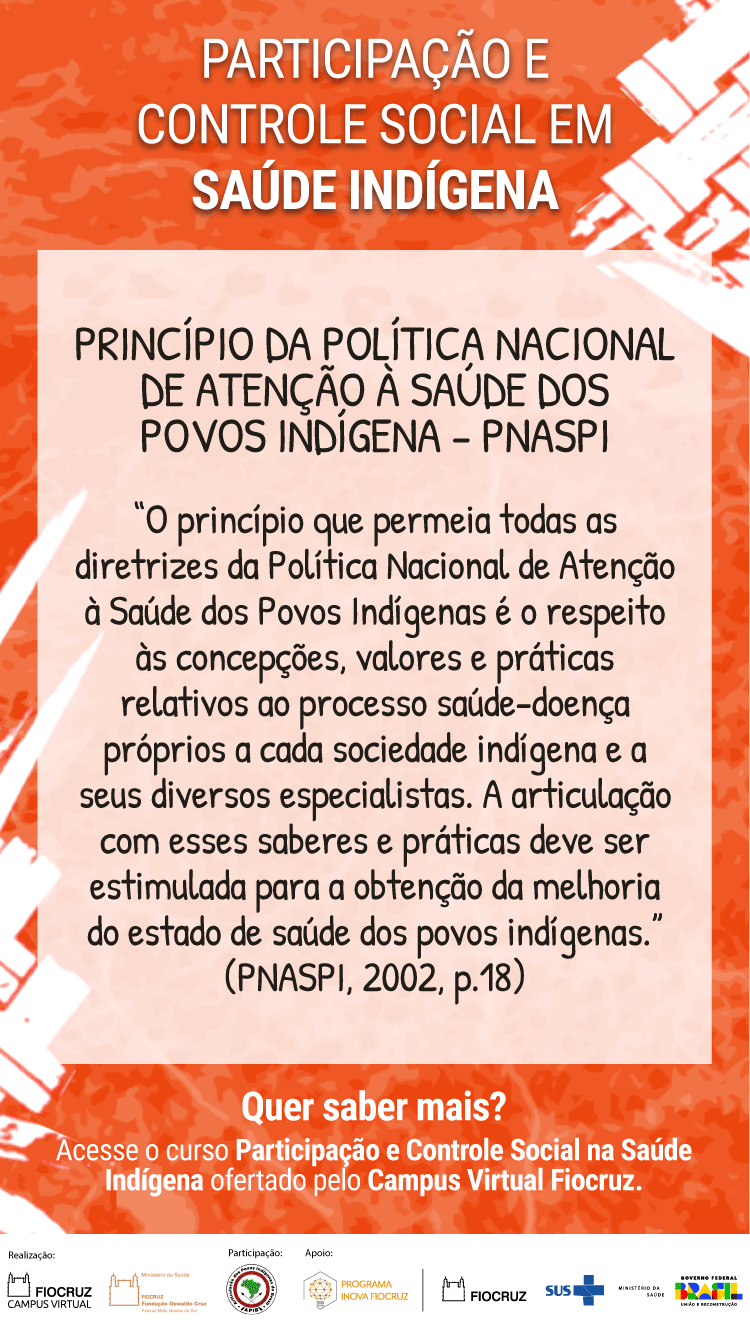 PARTICIPAÇÃO E
CONTROLE SOCIAL EM
SAÚDE INDÍGENA
PRINCÍPIO DA POLÍTICA NACIONAL
DE ATENÇÃO À SAÚDE DOS
POVOS INDÍGENA – PNASPI
“O princípio que permeia todas as
diretrizes da Política Nacional de Atenção
à Saúde dos Povos Indígenas é o respeito
às concepções, valores e práticas
relativos ao processo saúde-doença
próprios a cada sociedade indígena e a
seus diversos especialistas. A articulação
com esses saberes e práticas deve ser
estimulada para a obtenção da melhoria
do estado de saúde dos povos indígenas.”
(PNASPI, 2002, p.18)
Quer saber mais?
Acesse o curso Participação e Controle Social na Saúde
Indígena ofertado pelo Campus Virtual Fiocruz.
Realização:
FIOCRUZ
CAMPUS VIRTUAL
Ministério da Saúde
FIOCRUZ
Fundação Oswaldo Cruz
Fiocruz Mato Grosso do Sul
Participação:
Apoio:
PROGRAMA
INOVA FIOCRUZ
FIOCRUZ
SUS
MINISTÉRIO DA
SAÚDE
GOVERNO FEDERAL
BRASIL
UNIÃO E RECONSTRUÇÃO